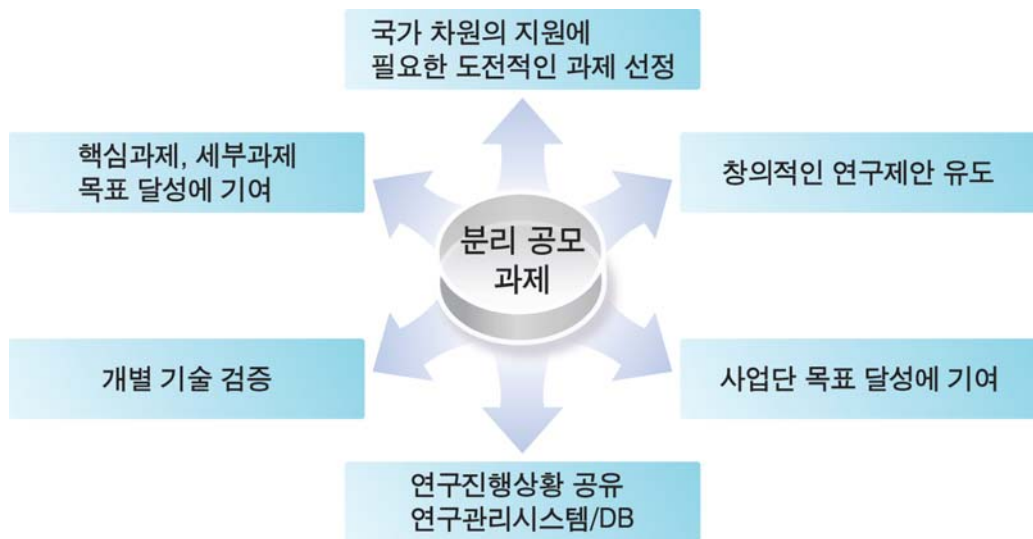 국가 차원의 지원에
필요한 도전적인 과제 선정
핵심과제, 세부과제
목표 달성에 기여
창의적인 연구제안 유도
분리 공모
과제
개별 기술 검증
사업단 목표 달성에 기여
연구진행상황 공유
연구관리시스템/DB